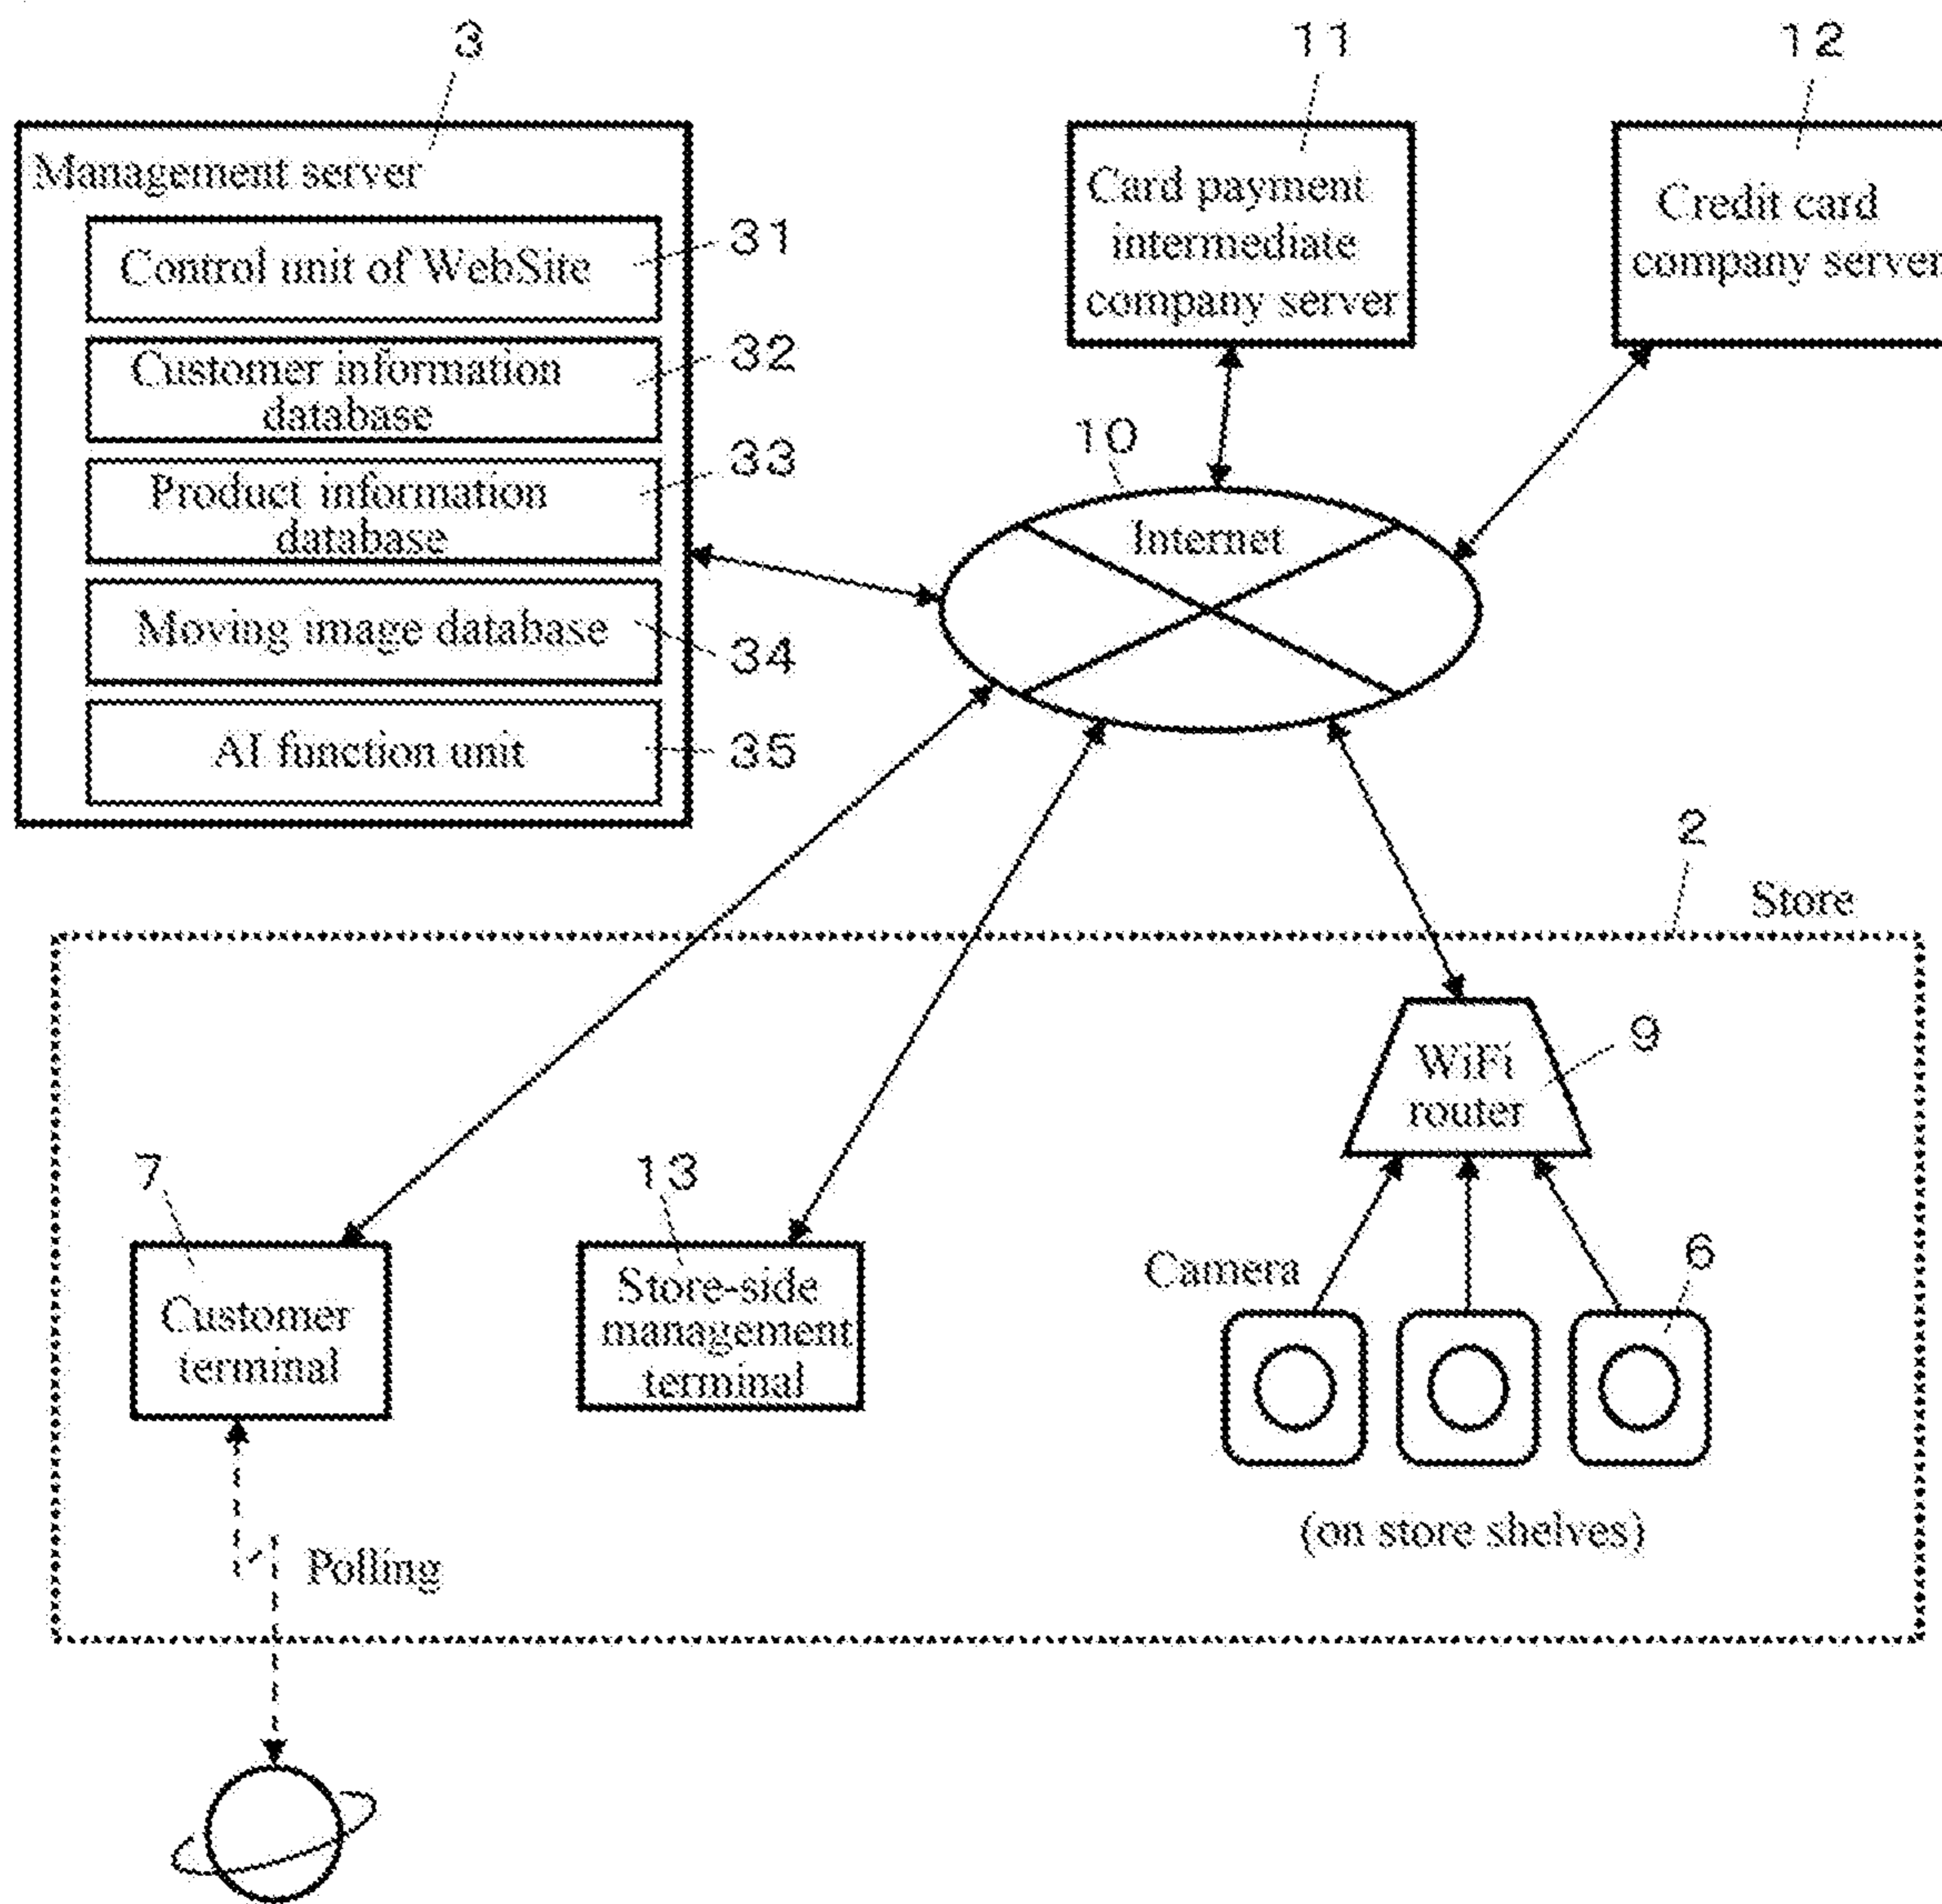 3
11
12
Management server
Control unit of WebSite
31
Customer information
database
32
Product information
database
33
Moving image database
34
AI function unit
35
Card payment
intermediate
company server
Credit card
company server
10
Internet
2
Store
WiFi
router
9
7
Customer
terminal
13
Store-side
management
terminal
Camera
6
(on store shelves)
Polling